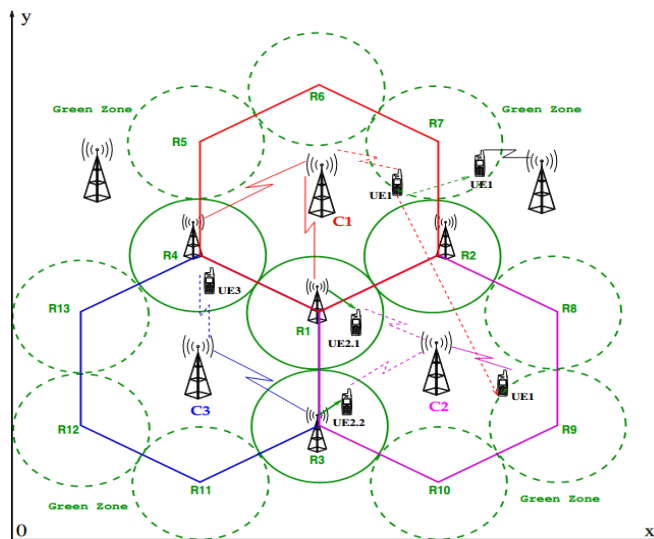 y
R6
Green Zone
Green Zone
R5
R7
UE1
UE1
C1
R4
R2
UE3
R13
R8
R1
UE2.1
C3
C2
UE1
UE2.2
R12
R9
R3
R11
R10
Green Zone
Green Zone
0
x